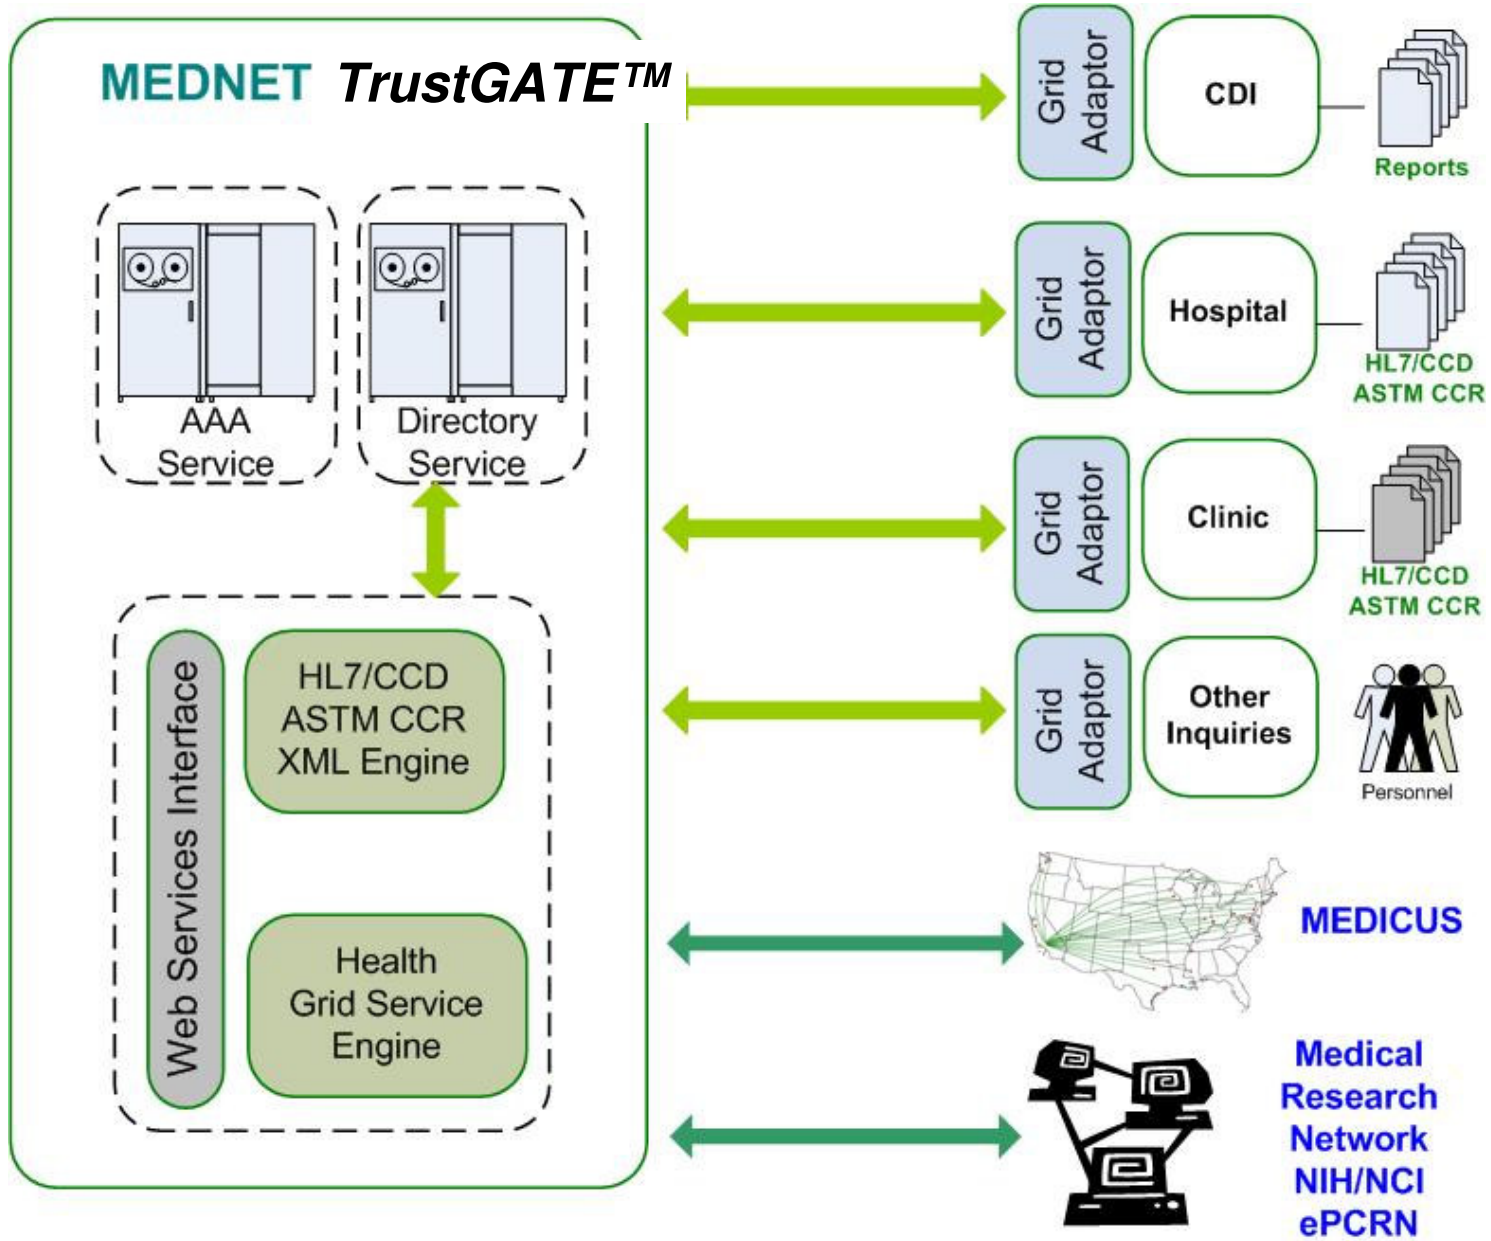 MEDNET TrustGATE™
AAA
Service
Directory
Service
Web Services Interface
HL7/CCD
ASTM CCR
XML Engine
Health
Grid Service
Engine
Grid
Adaptor
CDI
Reports
Grid
Adaptor
Hospital
HL7/CCD
ASTM CCR
Grid
Adaptor
Clinic
HL7/CCD
ASTM CCR
Grid
Adaptor
Other
Inquiries
Personnel
MEDICUS
Medical
Research
Network
NIH/NCI
ePCRN